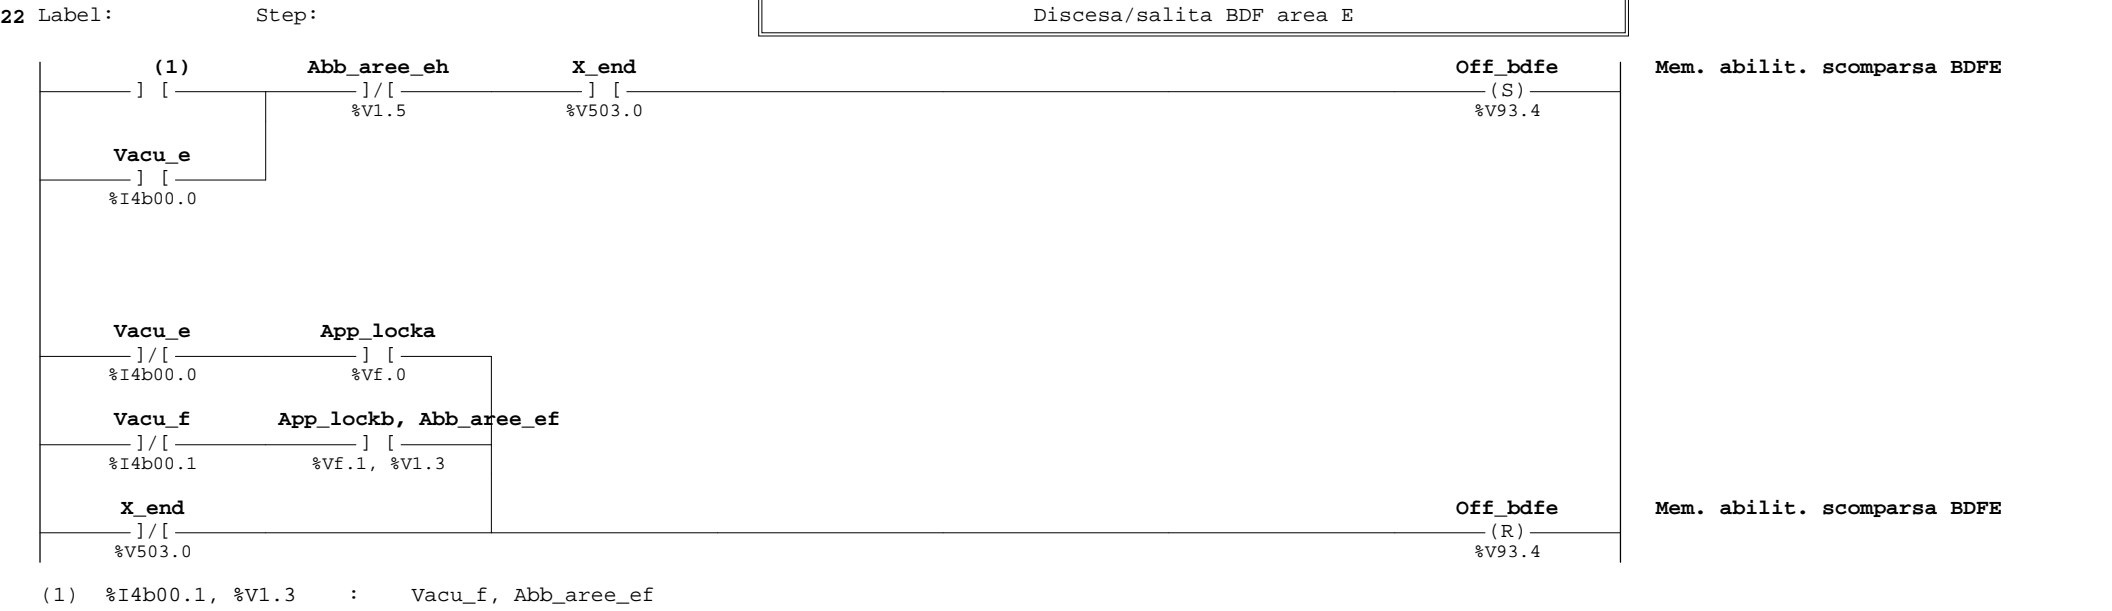 22 Label: Step: Discesa/salita BDF area E
(1) Abb_aree_eh X_end Off_bdfe Mem. abilit. scomparsa BDFE
] [ ]/[ ] [ (S)
%V1.5 %V503.0 %V93.4
Vacu_e
] [
%I4b00.0
Vacu_e App_locka
]/[ ] [
%I4b00.0 %Vf.0
Vacu_f App_lockb, Abb_aree_ef
]/[ ] [
%I4b00.1 %Vf.1, %V1.3
X_end Off_bdfe Mem. abilit. scomparsa BDFE
]/[ (R)
%V503.0 %V93.4
(1) %I4b00.1, %V1.3 : Vacu_f, Abb_aree_ef